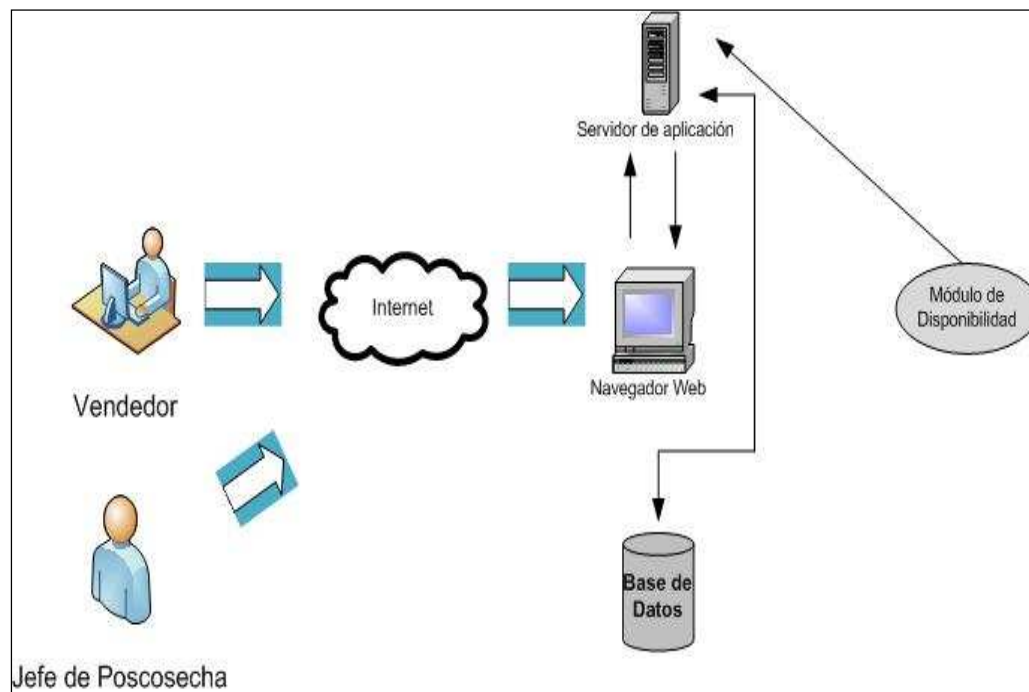 Servidor de aplicación
Internet
Módulo de
Disponibilidad
Navegador Web
Vendedor
Base de
Datos
Jefe de Poscosecha